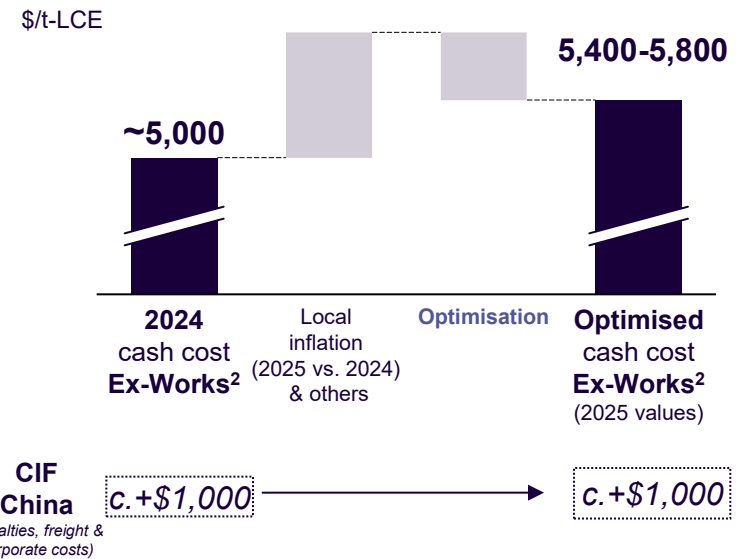 $/t-LCE
5,400-5,800
~5,000
2024
cash cost
Ex-Works²
Local
inflation
(2025 vs. 2024)
& others
Optimisation
Optimised
cash cost
Ex-Works²
(2025 values)
CIF
China
freight &
costs)
c.+$1,000
c.+$1,000